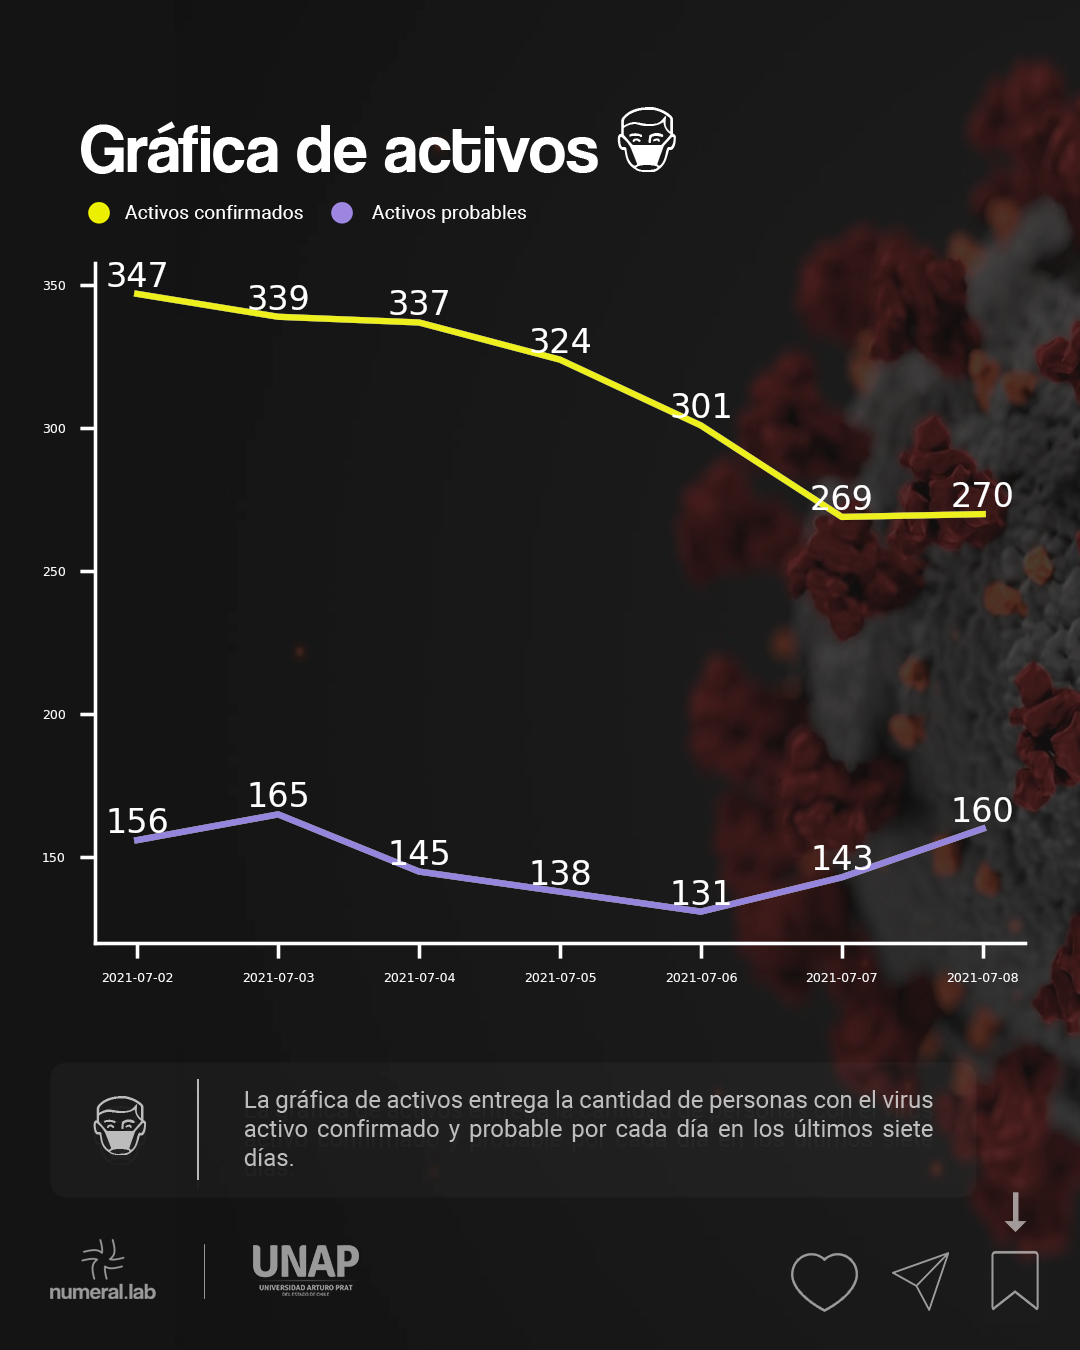 Gráfica de activos
Activos confirmados Activos probables
350
300
250
200
150
347 339 337 324 301 269 270
156 165 145 138 131 143 160
2021-07-02 2021-07-03 2021-07-04 2021-07-05 2021-07-06 2021-07-07 2021-07-08
La gráfica de activos entrega la cantidad de personas con el virus
activo confirmado y probable por cada día en los últimos siete
días.
numeral.lab
UNAP
UNIVERSIDAD ARTURO PRAT
DEL ESTADO DE CHILE